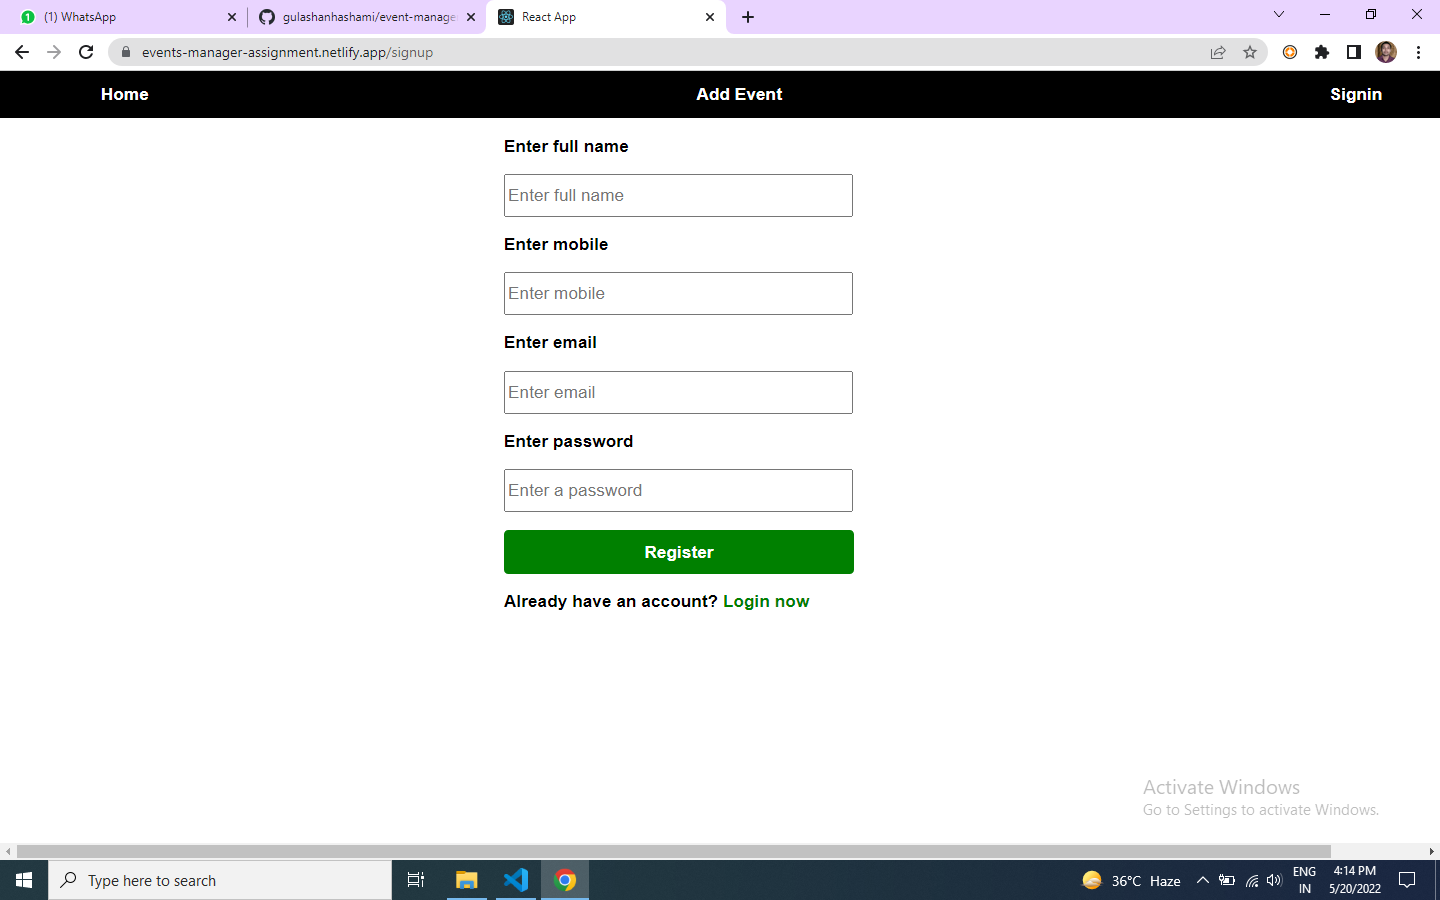 (1) WhatsApp
gulashanhashami/event-manage
React App
events-manager-assignment.netlify.app/signup
Home
Add Event
Signin
Enter full name
Enter full name
Enter mobile
Enter mobile
Enter email
Enter email
Enter password
Enter a password
Register
Already have an account? Login now
Activate Windows
Go to Settings to activate Windows.
Type here to search
36°C Haze
ENG
IN
4:14 PM
5/20/2022